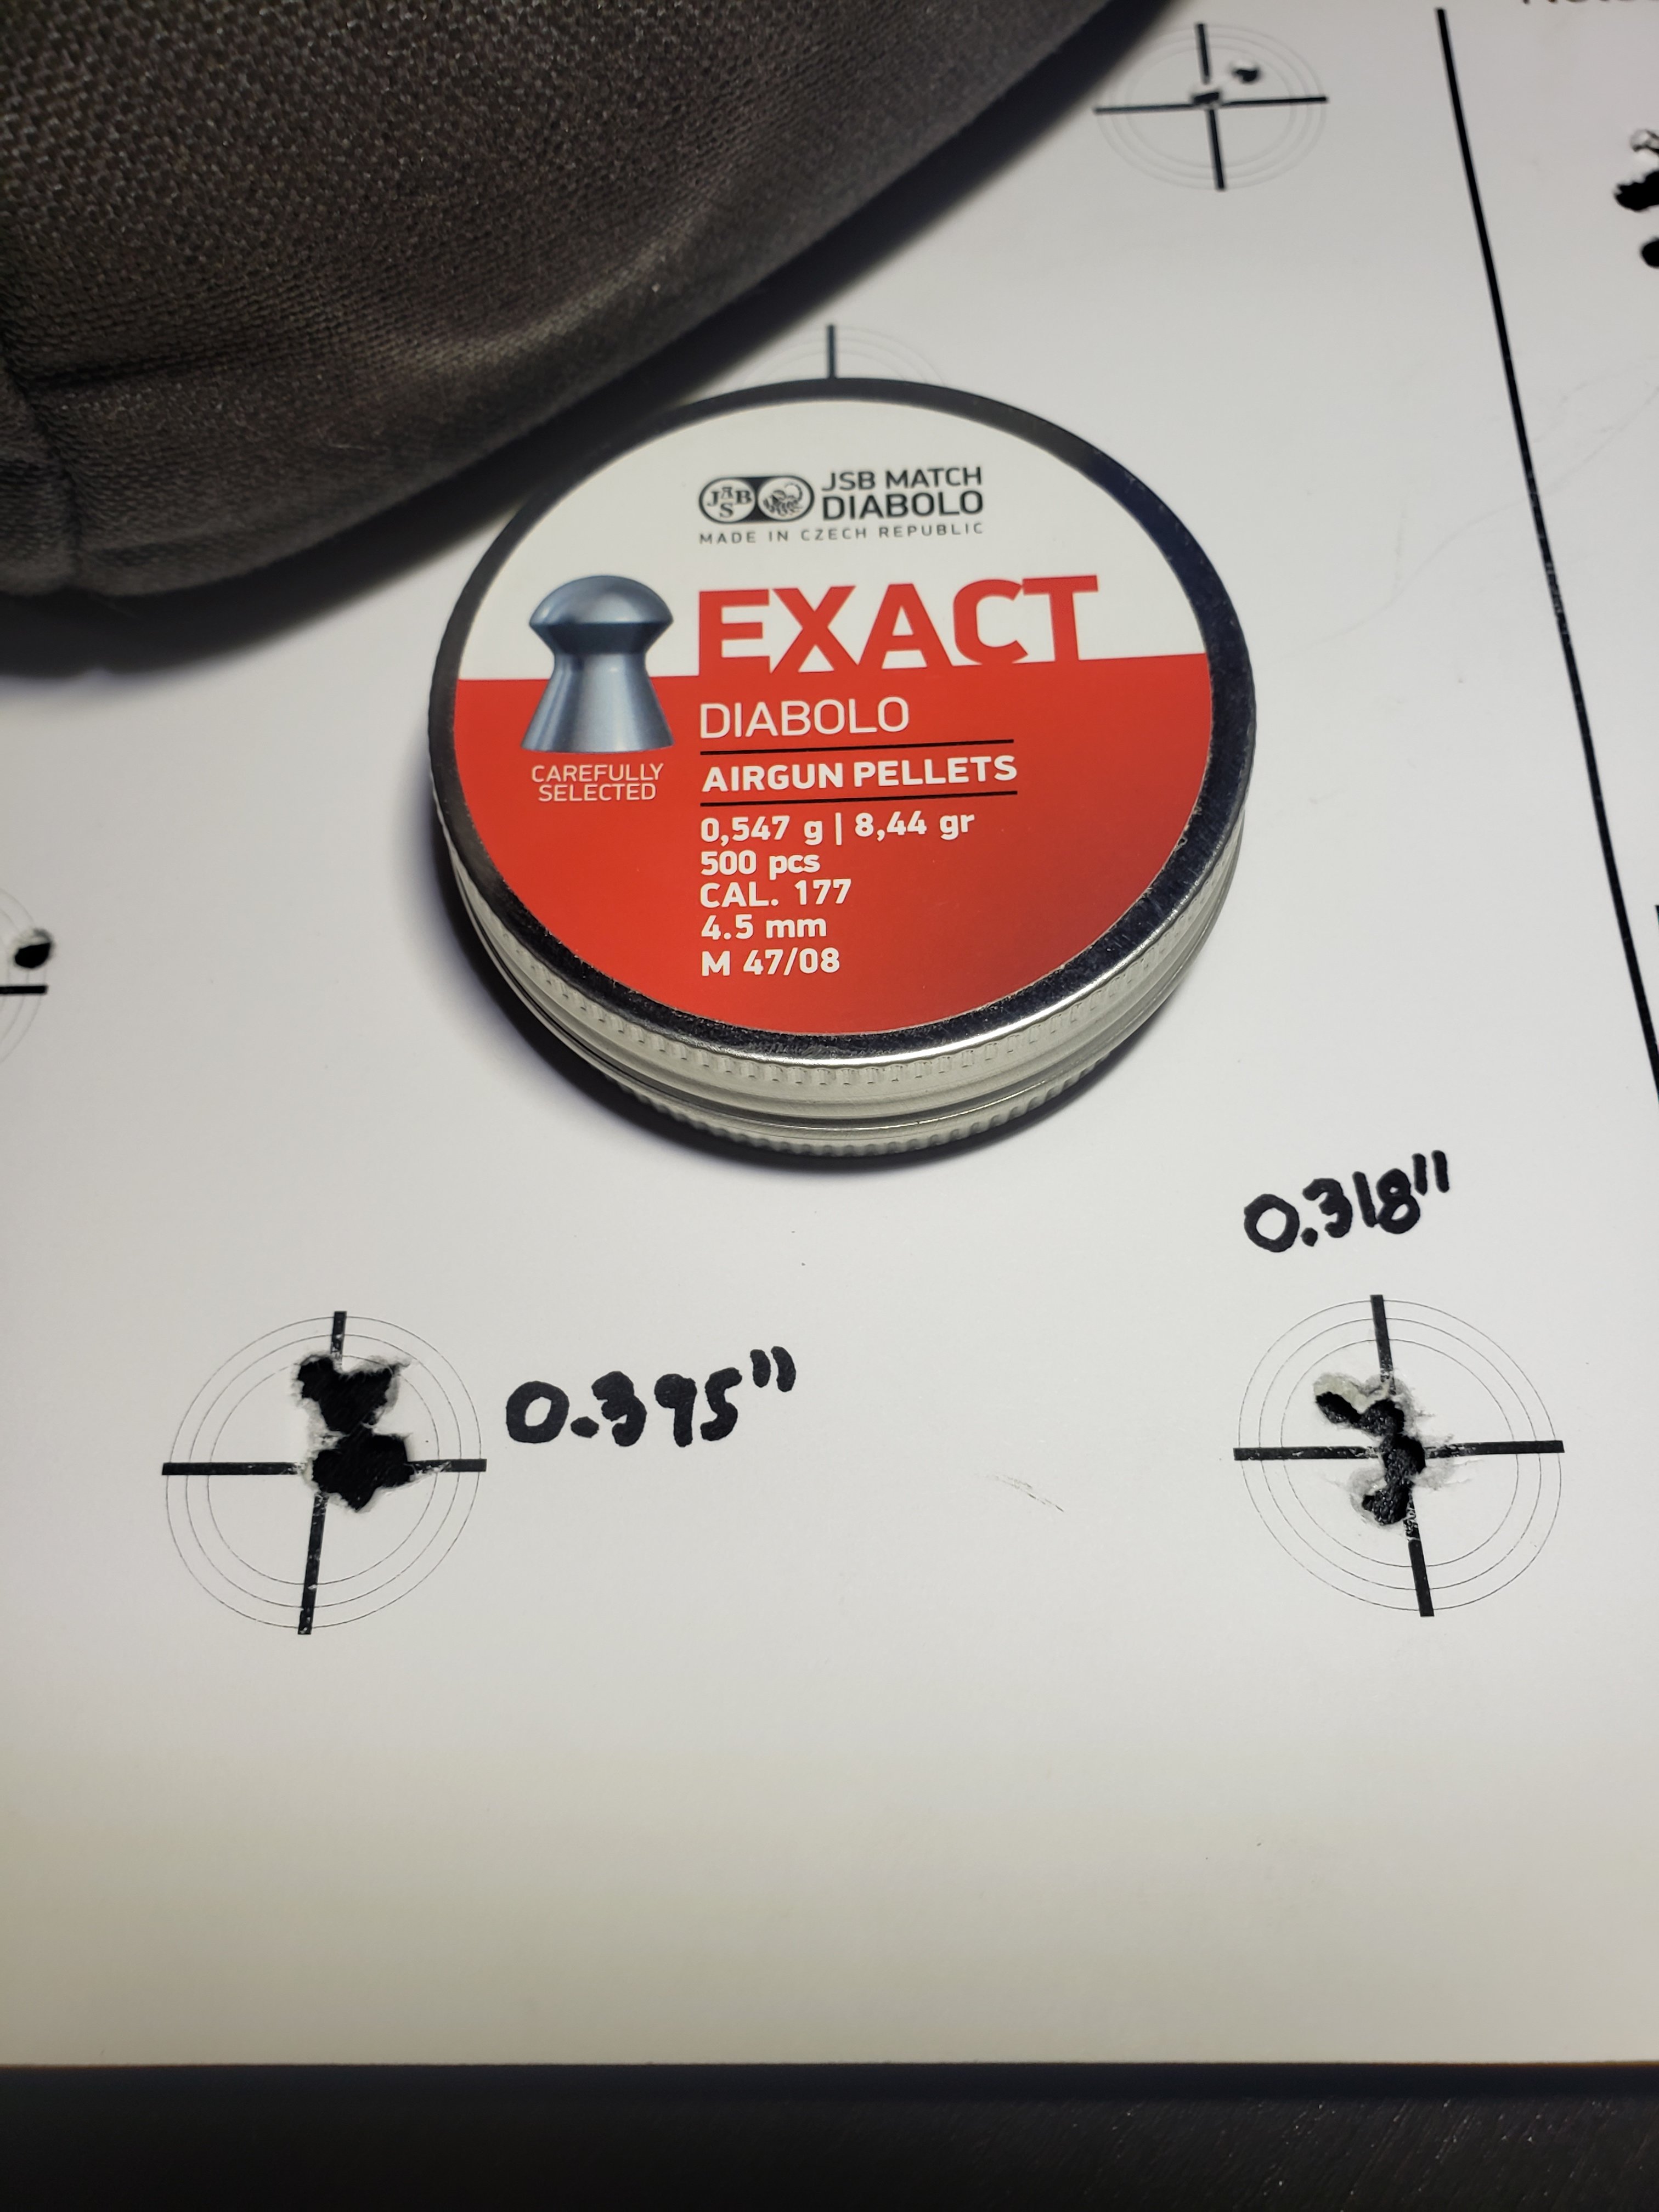 JSB
JSB MATCH
DIABOLO
MADE IN CZECH REPUBLIC
EXACT
DIABOLO
CAREFULLY
SELECTED
AIRGUN PELLETS
0,547 g | 8,44 gr
500 pcs
CAL. 177
4.5 mm
M 47/08
0.318"
0.395"